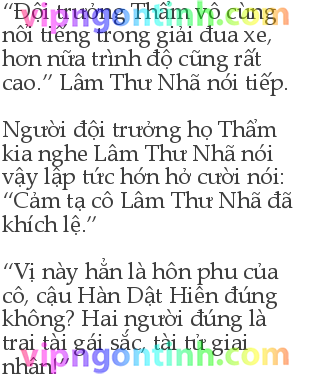 “Đội trưởng Thẩm vô cùng
nổi tiếng trong giải đua xe,
hơn nữa trình độ cũng rất
cao.” Lâm Thư Nhã nói tiếp.
Người đội trưởng họ Thẩm
kia nghe Lâm Thư Nhã nói
vậy lập tức hớn hở cười nói:
“Cảm tạ cô Lâm Thư Nhã đã
khích lệ.”
“Vị này hẳn là hôn phu của
cô, cậu Hàn Dật Hiên đúng
không? Hai người đúng là
trai tài gái sắc, tài tử giai
nhân!”
vipngontinh.com
vipngontinh.com